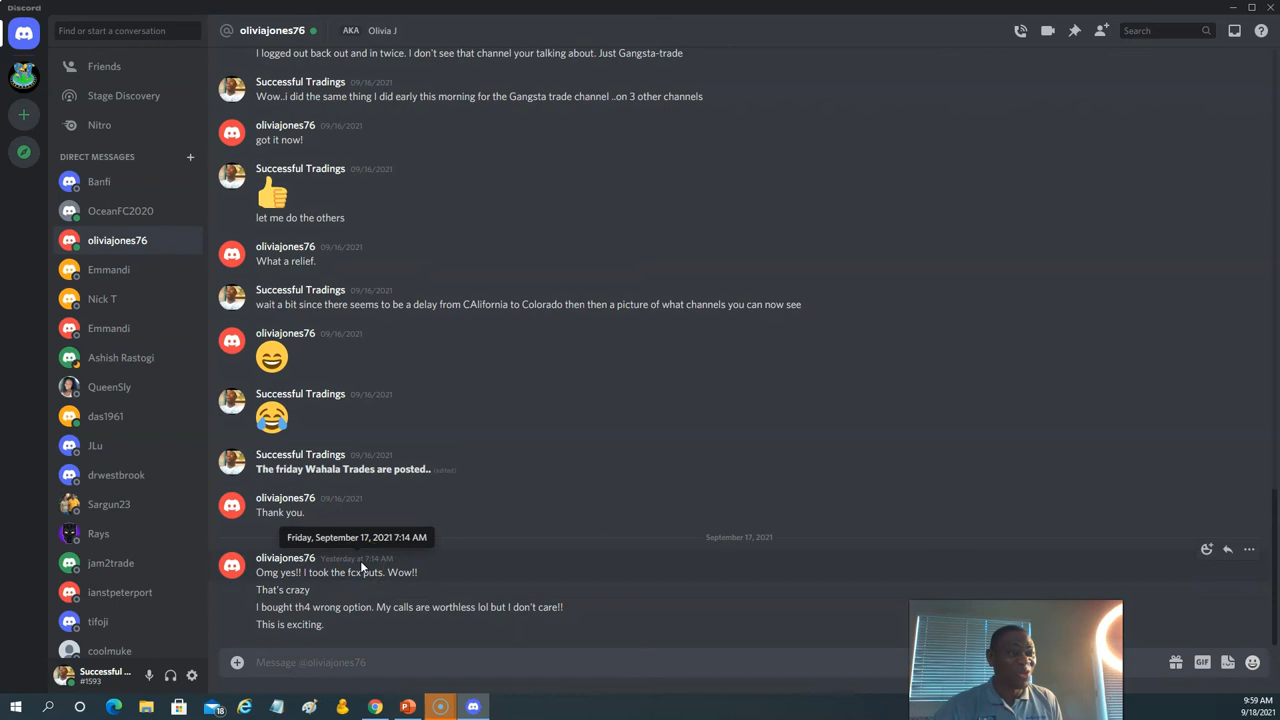 Discord
Find or start a conversation
@ oliviajones76 AKA Olivia J
Search
Friends
Stage Discovery
Nitro
DIRECT MESSAGES +
Banfi
OceanFC2020
oliviajones76
Emmandi
Nick T
Emmandi
Ashish Rastogi
QueenSly
das1961
JLu
drwestbrook
Sargun23
Rays
jam2trade
ianstpeterport
tifoji
coolmuke
Successful ...
#1593
I logged out back out and in twice. I don't see that channel your talking about. Just Gangsta-trade
Successful Tradings 09/16/2021
Wow..i did the same thing I did early this morning for the Gangsta trade channel ..on 3 other channels
oliviajones76 09/16/2021
got it now!
Successful Tradings 09/16/2021
let me do the others
oliviajones76 09/16/2021
What a relief.
Successful Tradings 09/16/2021
wait a bit since there seems to be a delay from CAlifornia to Colorado then then a picture of what channels you can now see
oliviajones76 09/16/2021
Successful Tradings 09/16/2021
Successful Tradings 09/16/2021
The friday Wahala Trades are posted.. (edited)
oliviajones76 09/16/2021
Thank you.
Friday, September 17, 2021 7:14 AM
September 17, 2021
oliviajones76 Yesterday at 7:14 AM
Omg yes!! I took the fcx puts. Wow!!
That's crazy
I bought th4 wrong option. My calls are worthless lol but I don't care!!
This is exciting.
Message @oliviajones76
GIF
18
9:59 AM
9/18/2021